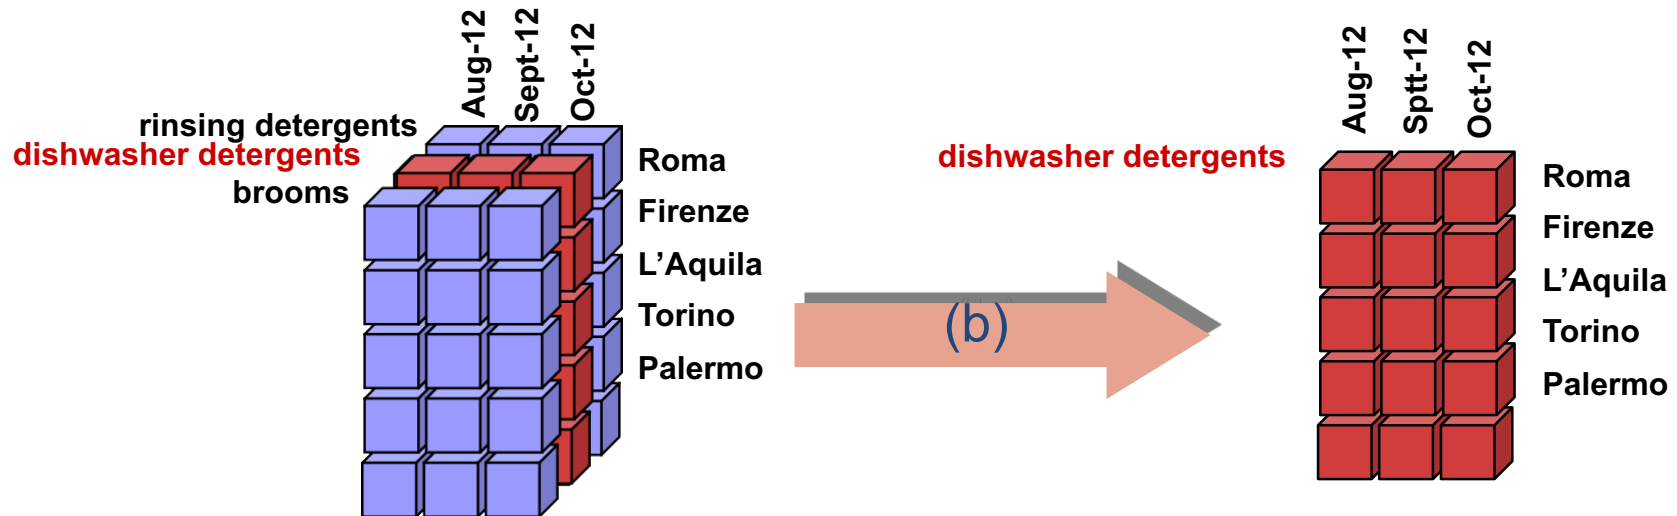 Aug-12
Sept-12
Oct-12
rinsing detergents
dishwasher detergents
brooms
Roma
Firenze
L’Aquila
Torino
Palermo
(b)
dishwasher detergents
Aug-12
Sptt-12
Oct-12
Roma
Firenze
L’Aquila
Torino
Palermo